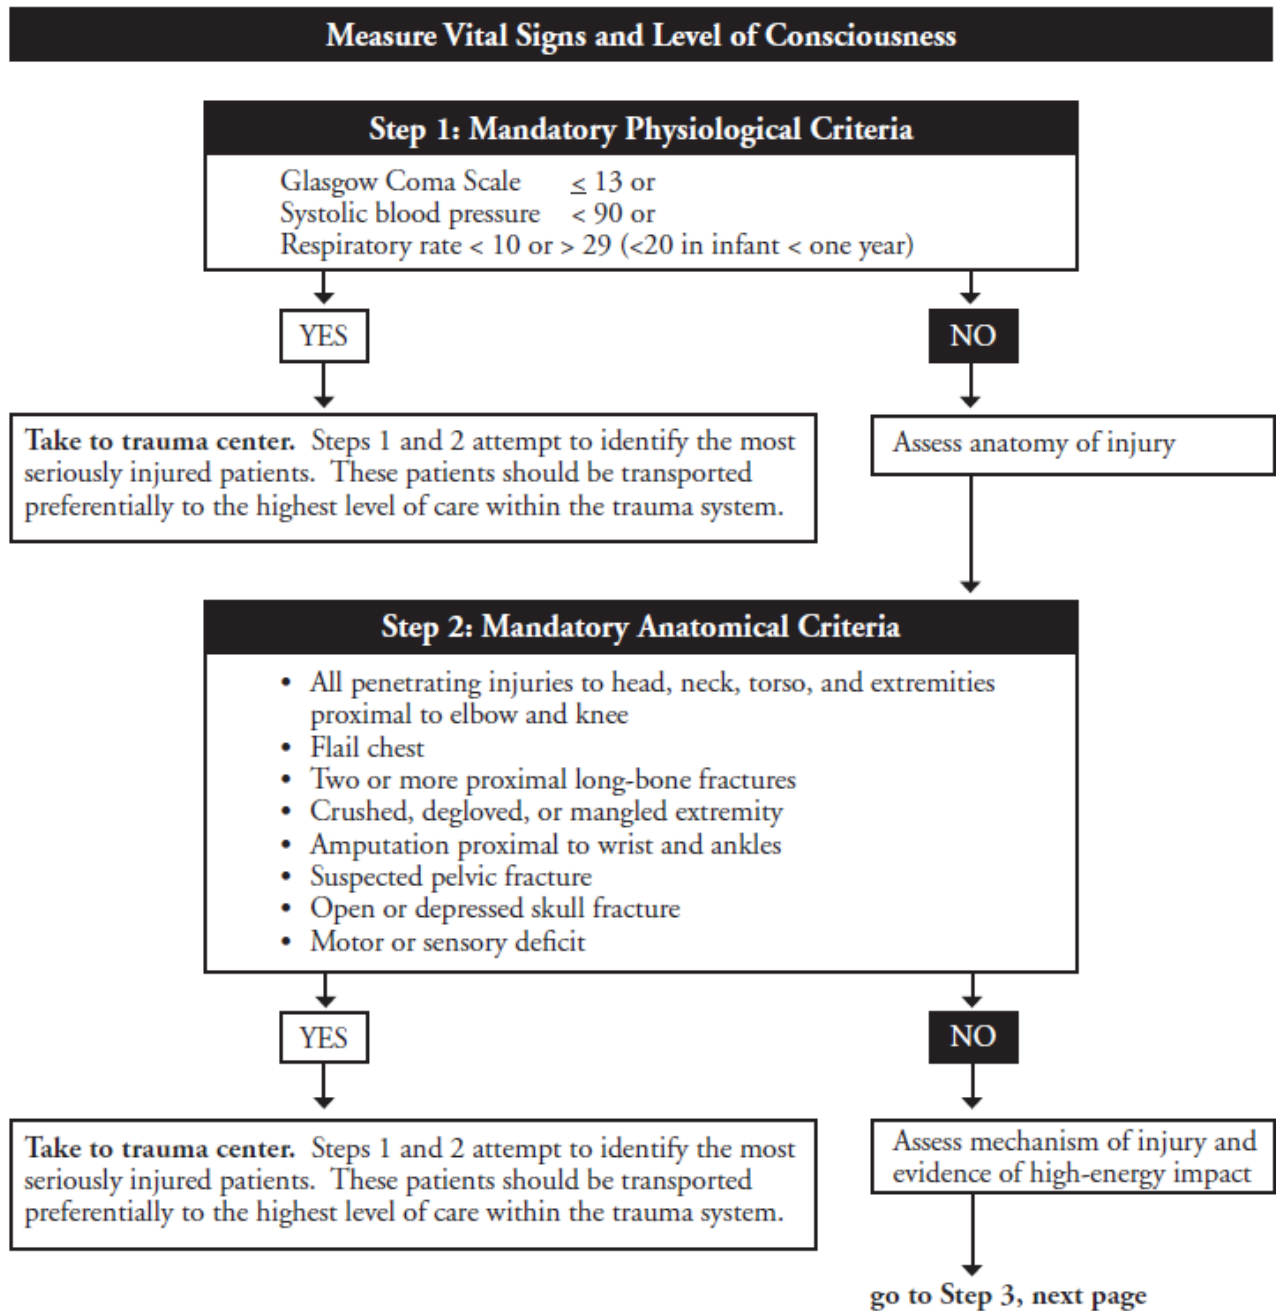 Measure Vital Signs and Level of Consciousness
Step 1: Mandatory Physiological Criteria
Glasgow Coma Scale ≤ 13 or
Systolic blood pressure < 90 or
Respiratory rate < 10 or > 29 (<20 in infant < one year)
YES
NO
Take to trauma center. Steps 1 and 2 attempt to identify the most
seriously injured patients. These patients should be transported
preferentially to the highest level of care within the trauma system.
Assess anatomy of injury
Step 2: Mandatory Anatomical Criteria
• All penetrating injuries to head, neck, torso, and extremities
proximal to elbow and knee
• Flail chest
• Two or more proximal long-bone fractures
• Crushed, degloved, or mangled extremity
• Amputation proximal to wrist and ankles
• Suspected pelvic fracture
• Open or depressed skull fracture
• Motor or sensory deficit
YES
NO
Take to trauma center. Steps 1 and 2 attempt to identify the most
seriously injured patients. These patients should be transported
preferentially to the highest level of care within the trauma system.
Assess mechanism of injury and
evidence of high-energy impact
go to Step 3, next page